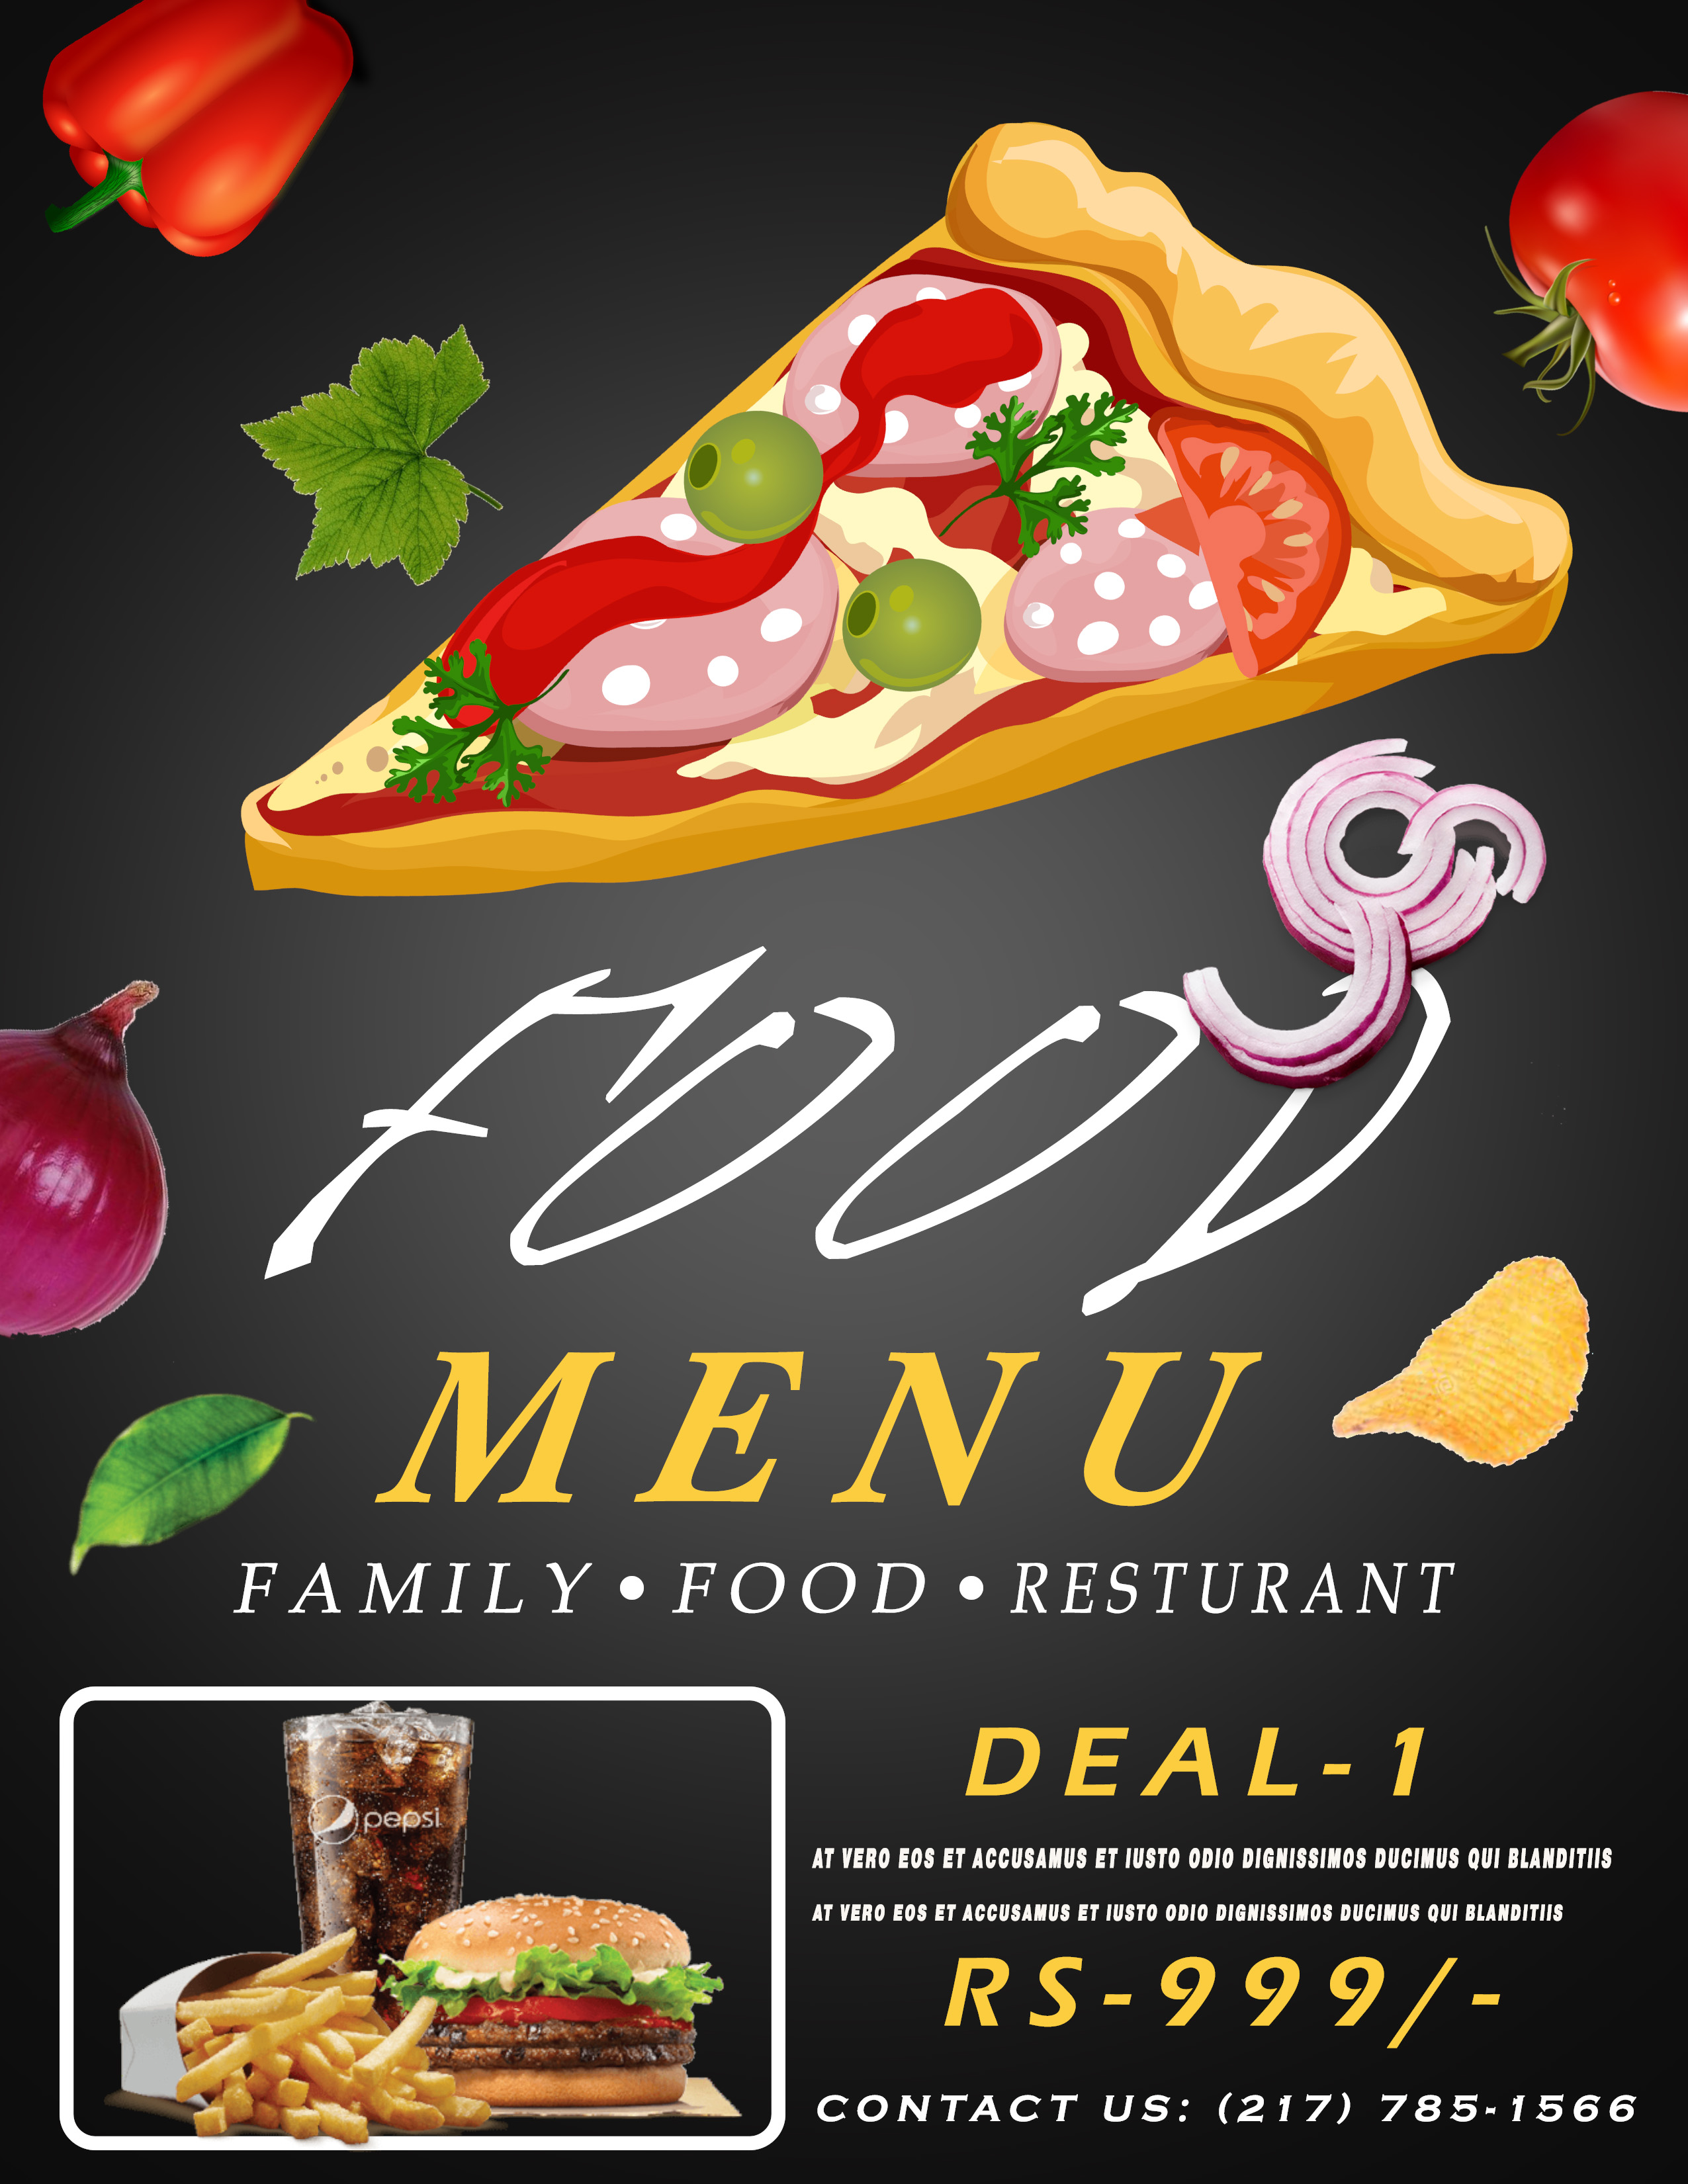 FOOD
MENU
FAMILY • FOOD • RESTURANT
pepsi
DEAL-1
AT VERO EOS ET ACCUSAMUS ET IUSTO ODIO DIGNISSIMOS DUCIMUS QUI BLANDITIIS
AT VERO EOS ET ACCUSAMUS ET IUSTO ODIO DIGNISSIMOS DUCIMUS QUI BLANDITIIS
RS-999/-
CONTACT US: (217) 785-1566